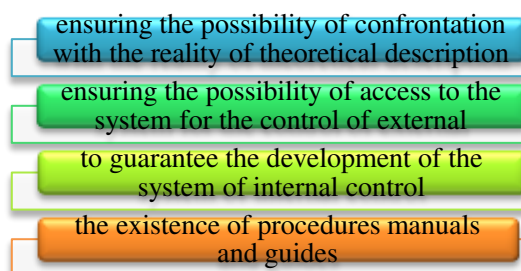 ensuring the possibility of confrontation
with the reality of theoretical description
ensuring the possibility of access to the
system for the control of external
to guarantee the development of the
system of internal control
the existence of procedures manuals
and guides